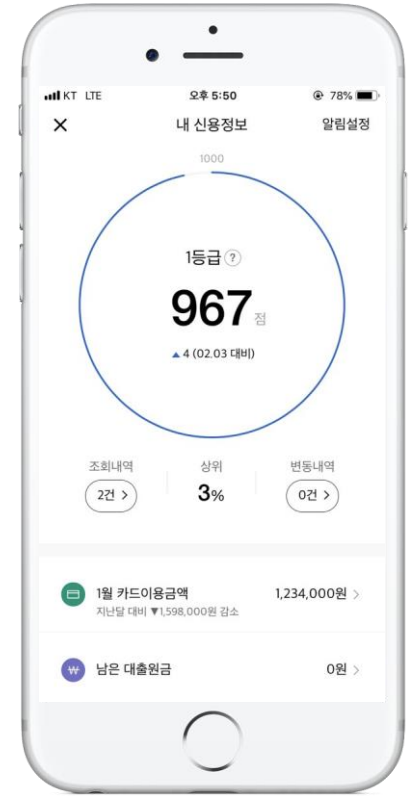 KT LTE 오후 5:50 78%
내 신용정보 알림설정
1000
1등급 ?
967점
▲ 4 (02.03 대비)
조회내역 상위 변동내역
2건 > 3% 0건 >
1월 카드이용금액 1,234,000원 >
지난달 대비 ▼1,598,000원 감소
₩ 남은 대출원금 0원 >